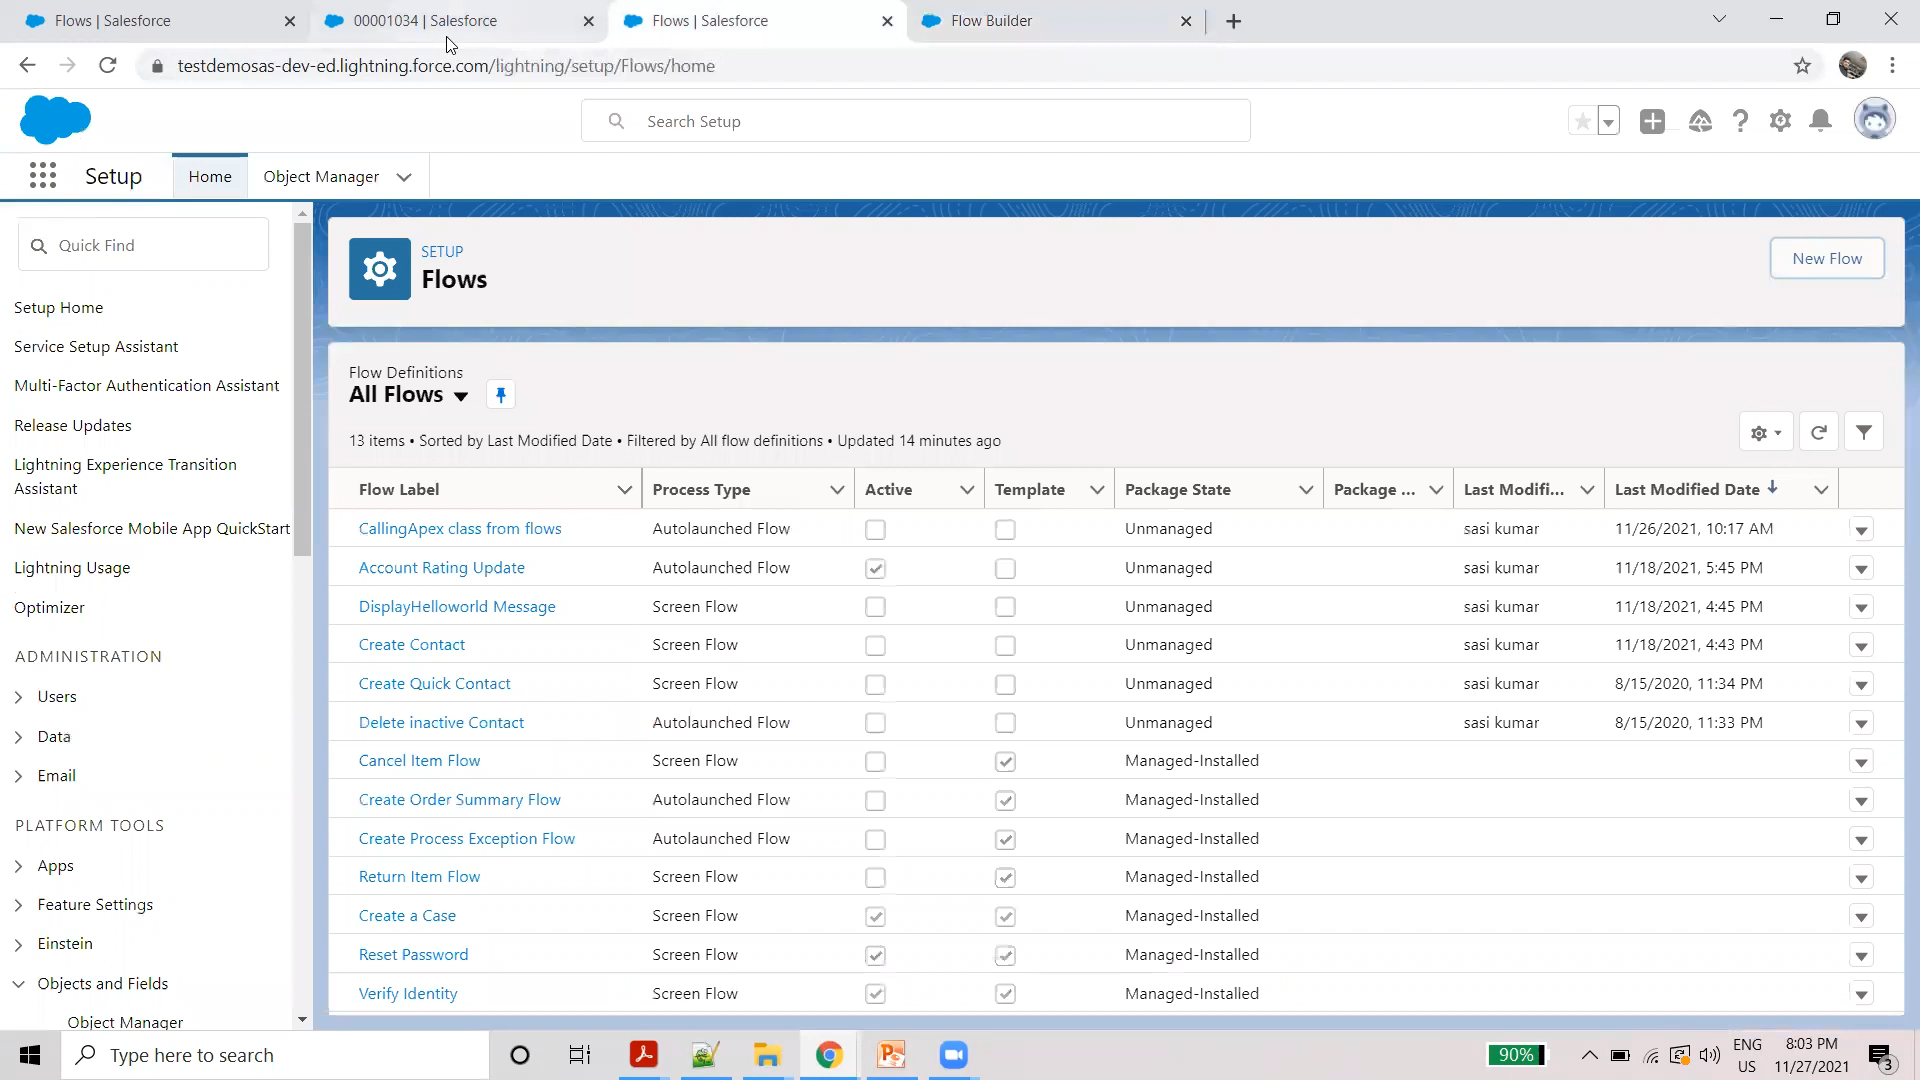 Flows | Salesforce
00001034 | Salesforce
Flows | Salesforce
Flow Builder
testdemosas-dev-ed.lightning.force.com/lightning/setup/Flows/home
Search Setup
Setup
Home
Object Manager
Quick Find
Setup Home
Service Setup Assistant
Multi-Factor Authentication Assistant
Release Updates
Lightning Experience Transition
Assistant
New Salesforce Mobile App QuickStart
Lightning Usage
Optimizer
ADMINISTRATION
Users
Data
Email
PLATFORM TOOLS
Apps
Feature Settings
Einstein
Objects and Fields
Object Manager
SETUP
Flows
New Flow
Flow Definitions
All Flows
13 items • Sorted by Last Modified Date • Filtered by All flow definitions • Updated 14 minutes ago
Flow Label Process Type Active Template Package State Package ... Last Modifi... Last Modified Date
CallingApex class from flows Autolaunched Flow Unmanaged sasi kumar 11/26/2021, 10:17 AM
Account Rating Update Autolaunched Flow Unmanaged sasi kumar 11/18/2021, 5:45 PM
DisplayHelloworld Message Screen Flow Unmanaged sasi kumar 11/18/2021, 4:45 PM
Create Contact Screen Flow Unmanaged sasi kumar 11/18/2021, 4:43 PM
Create Quick Contact Screen Flow Unmanaged sasi kumar 8/15/2020, 11:34 PM
Delete inactive Contact Autolaunched Flow Unmanaged sasi kumar 8/15/2020, 11:33 PM
Cancel Item Flow Screen Flow Managed-Installed
Create Order Summary Flow Autolaunched Flow Managed-Installed
Create Process Exception Flow Autolaunched Flow Managed-Installed
Return Item Flow Screen Flow Managed-Installed
Create a Case Screen Flow Managed-Installed
Reset Password Screen Flow Managed-Installed
Verify Identity Screen Flow Managed-Installed
Type here to search
90%
ENG
US
8:03 PM
11/27/2021
3